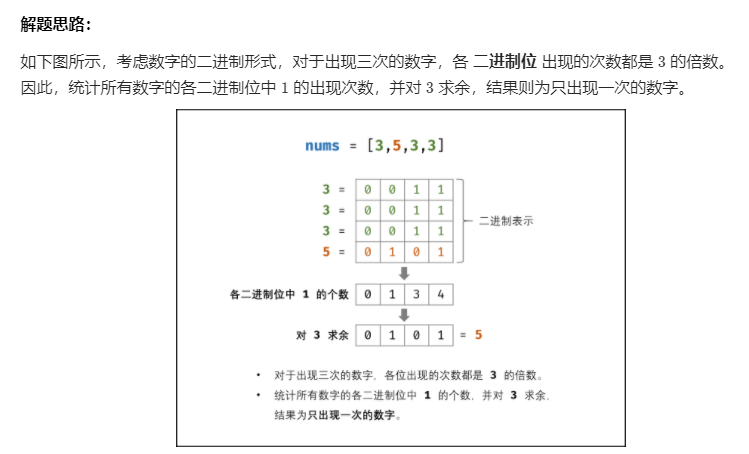 解题思路：
如下图所示，考虑数字的二进制形式，对于出现三次的数字，各 二进制位 出现的次数都是 3 的倍数。
因此，统计所有数字的各二进制位中 1 的出现次数，并对 3 求余，结果则为只出现一次的数字。
nums = [3,5,3,3]
3 = 0 0 1 1
3 = 0 0 1 1
3 = 0 0 1 1
5 = 0 1 0 1
二进制表示
各二进制位中 1 的个数 0 1 3 4
对 3 求余 0 1 0 1 = 5
• 对于出现三次的数字，各位出现的次数都是 3 的倍数。
• 统计所有数字的各二进制位中 1 的个数，并对 3 求余，
结果为只出现一次的数字。